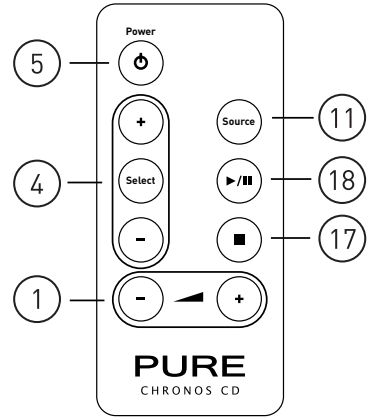 Power
5
+
Source
11
4
Select
18
-
17
1
-
+
PURE
CHRONOS CD